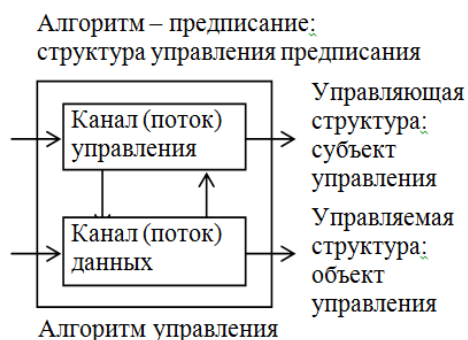 Алгоритм – предписание:
структура управления предписания
Канал (поток)
управления
Управляющая
структура:
субъект
управления
Канал (поток)
данных
Управляемая
структура:
объект
управления
Алгоритм управления